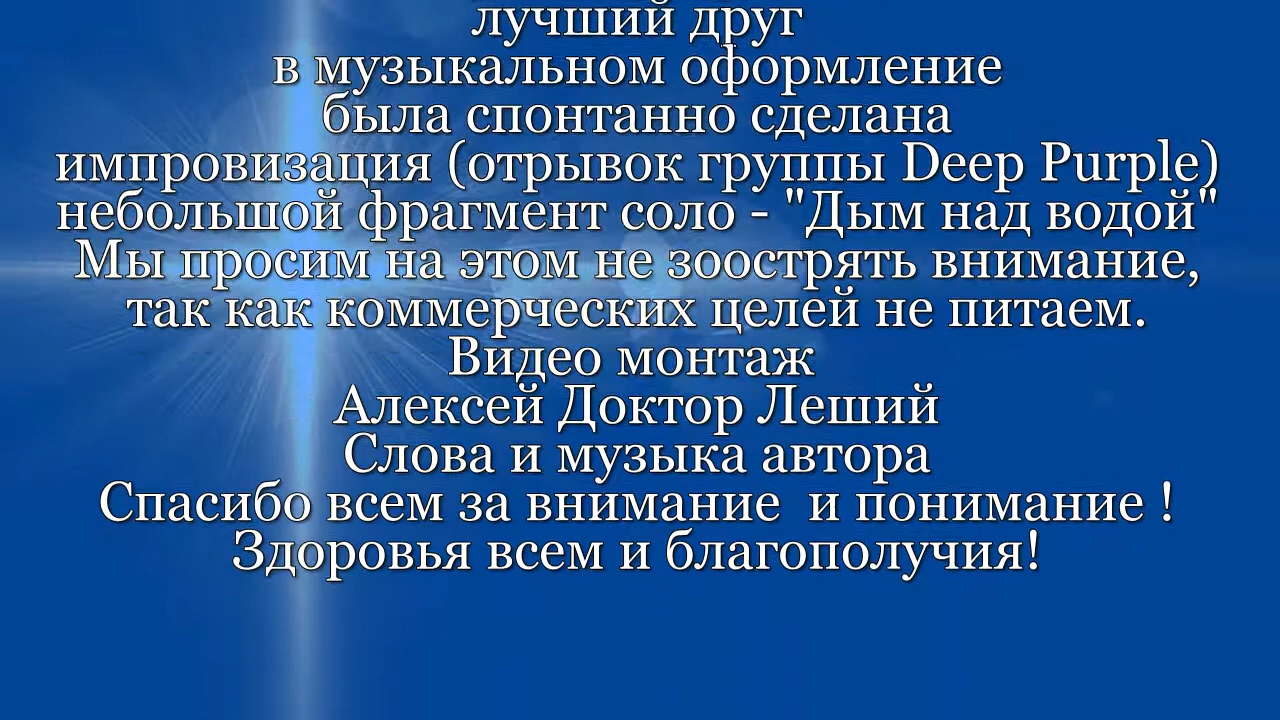 лучший друг
в музыкальном оформление
была спонтанно сделана
импровизация (отрывок группы Deep Purple)
небольшой фрагмент соло - "Дым над водой"
Мы просим на этом не зоострять внимание,
так как коммерческих целей не питаем.
Видео монтаж
Алексей Доктор Леший
Слова и музыка автора
Спасибо всем за внимание  и понимание !
Здоровья всем и благополучия!